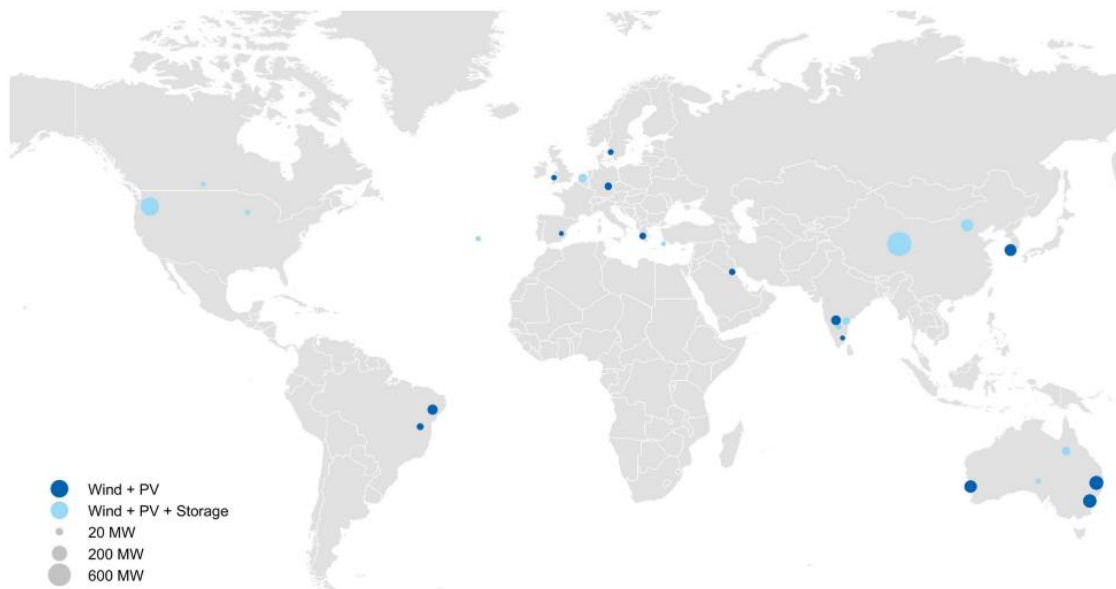 Wind + PV
Wind + PV + Storage
20 MW
200 MW
600 MW